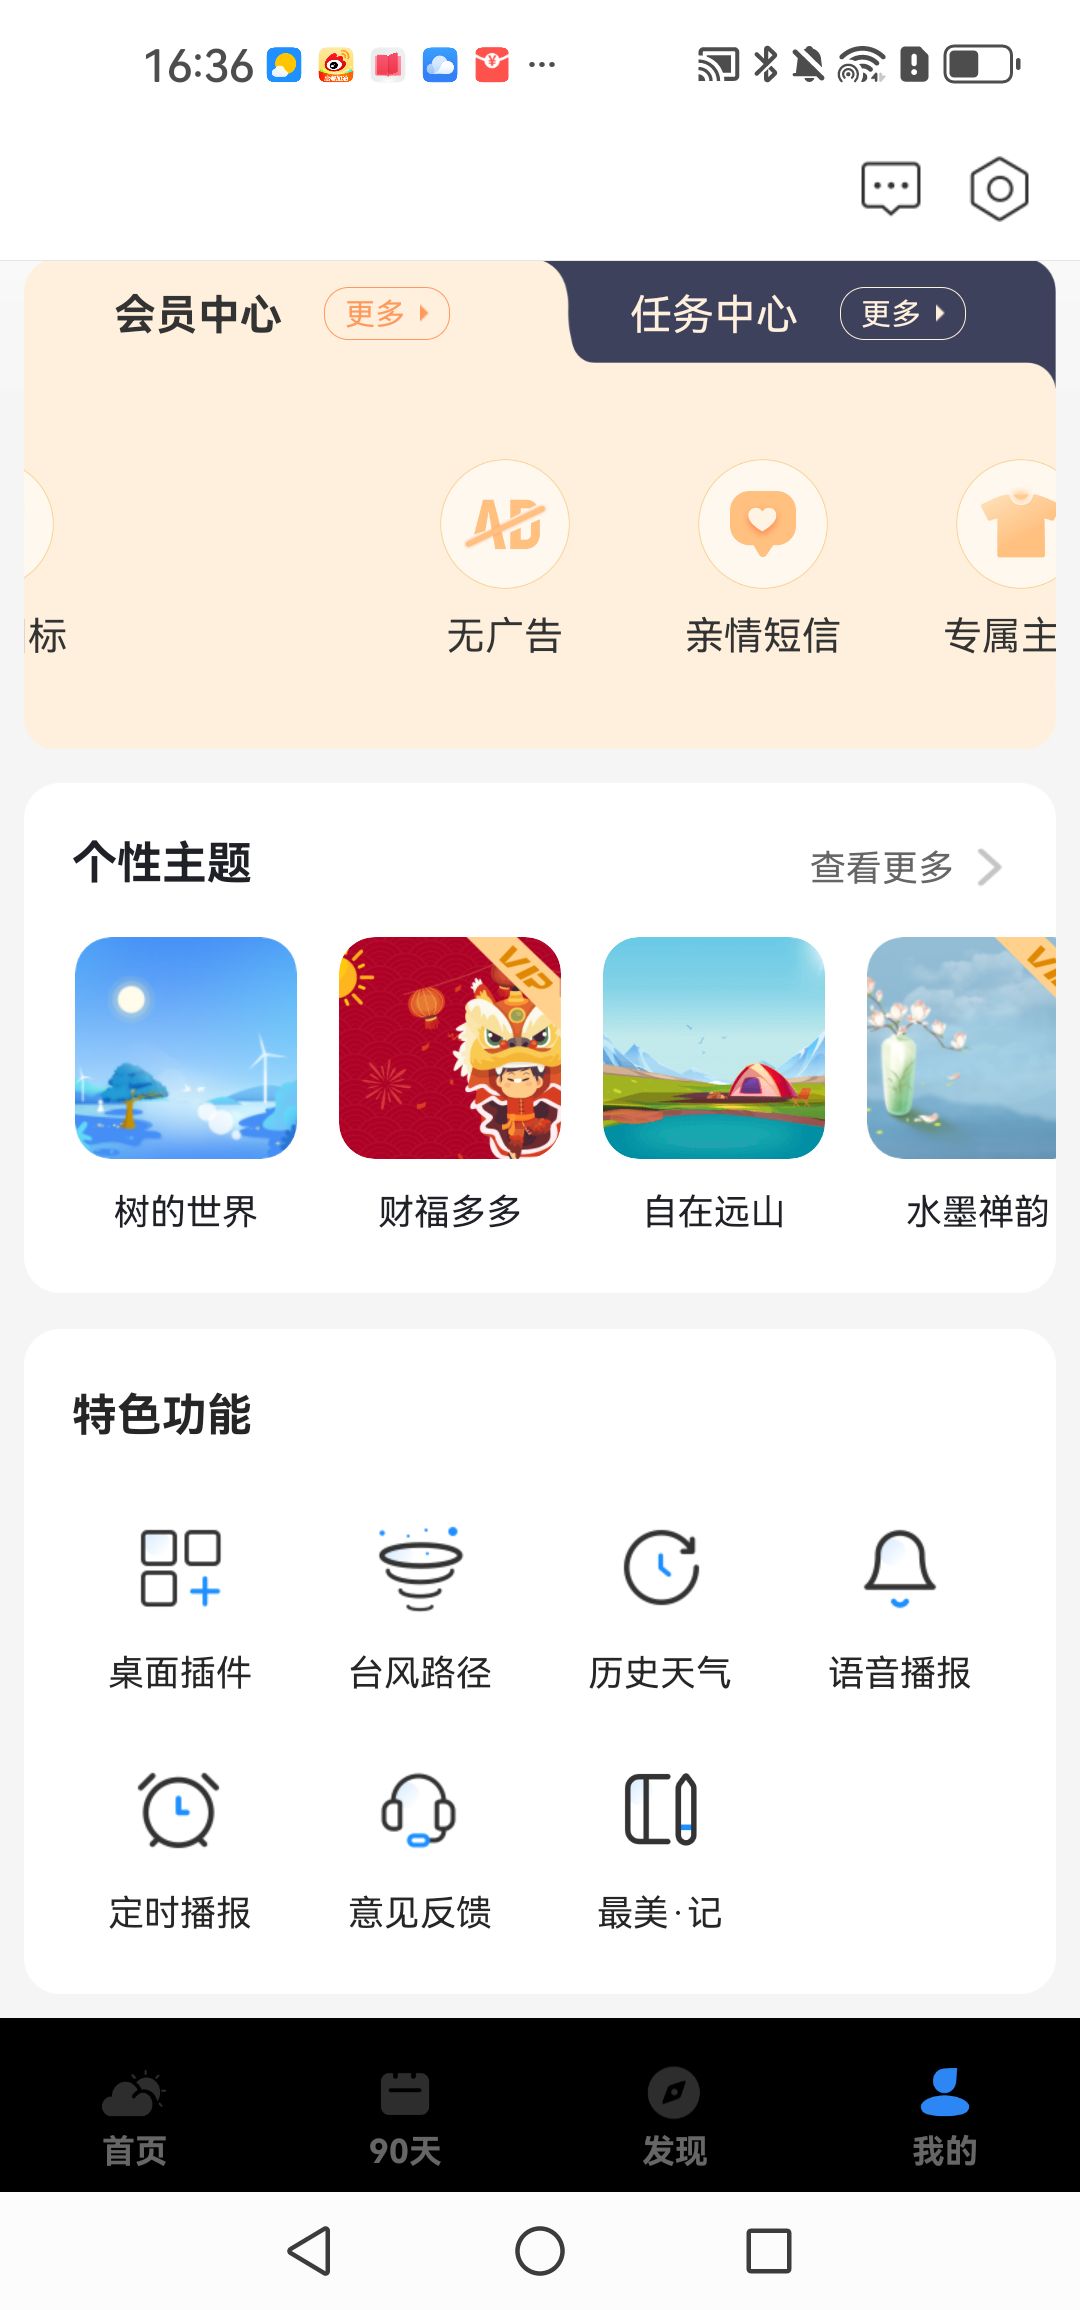 16:36
会员中心 更多
任务中心 更多
标
无广告
亲情短信
专属主
个性主题
查看更多
VIP
树的世界
财福多多
自在远山
水墨禅韵
特色功能
桌面插件
台风路径
历史天气
语音播报
定时播报
意见反馈
最美·记
首页
90天
发现
我的